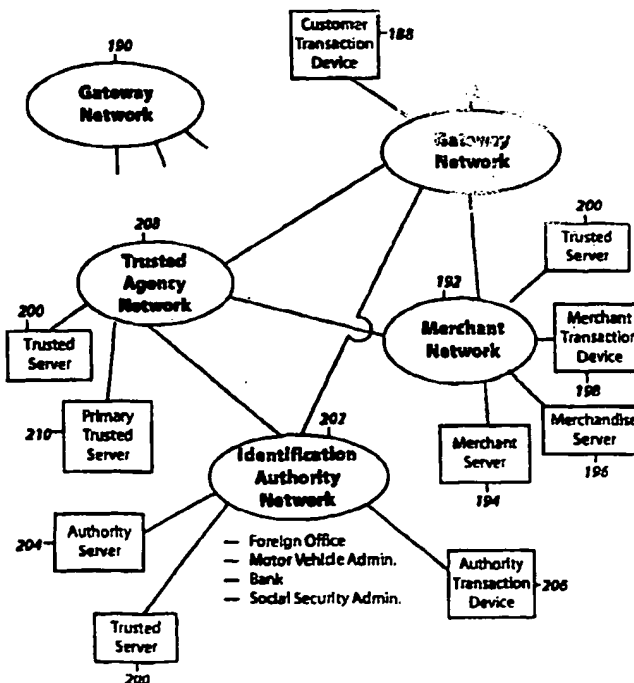 Customer
Transaction
Device
188
190
Gateway
Network
Gateway
Network
208
Trusted
Agency
Network
200
Trusted
Server
192
Merchant
Network
200
Trusted
Server
Merchant
Transaction
Device
198
Primary
Trusted
Server
210
202
Identification
Authority
Network
Merchant
Server
194
Merchandise
Server
196
Authority
Server
204
— Foreign Office
— Motor Vehicle Admin.
— Bank
— Social Security Admin.
Authority
Transaction
Device
206
Trusted
Server
200